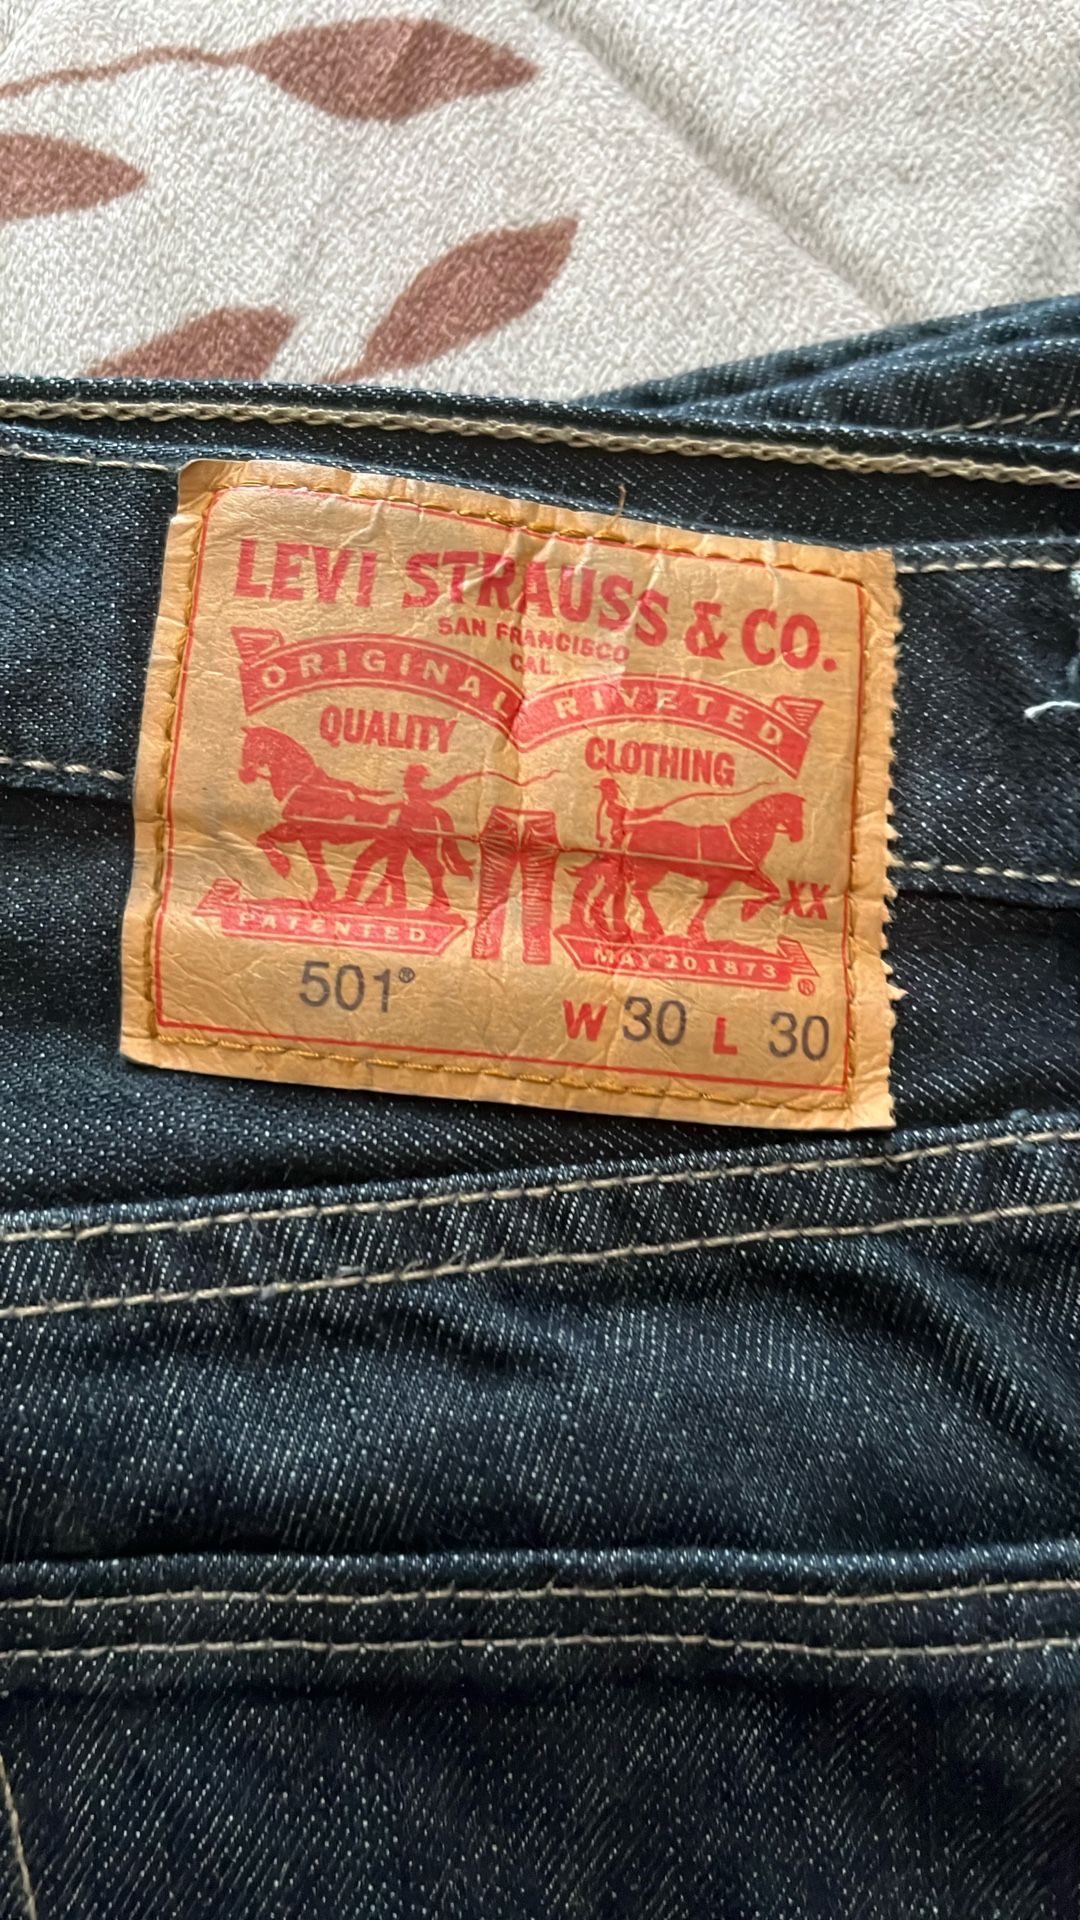 LEVI STRAUSS & CO.
SAN FRANCISCO
CAL.
ORIGINAL RIVETED
QUALITY CLOTHING
XX
PATENTED MAY 20 1873 ®
501® W 30 L 30